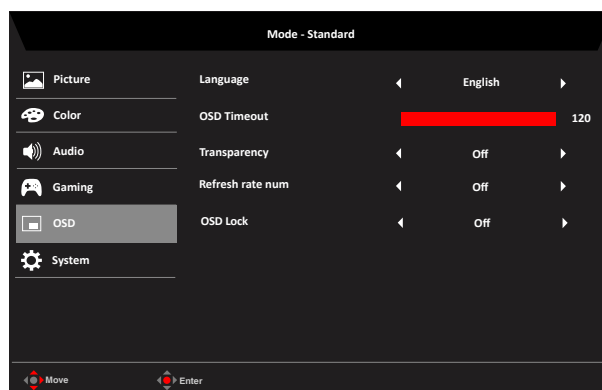 Mode - Standard
Picture
Color
Audio
Gaming
OSD
System
Language English
OSD Timeout 120
Transparency Off
Refresh rate num Off
OSD Lock Off
Move Enter